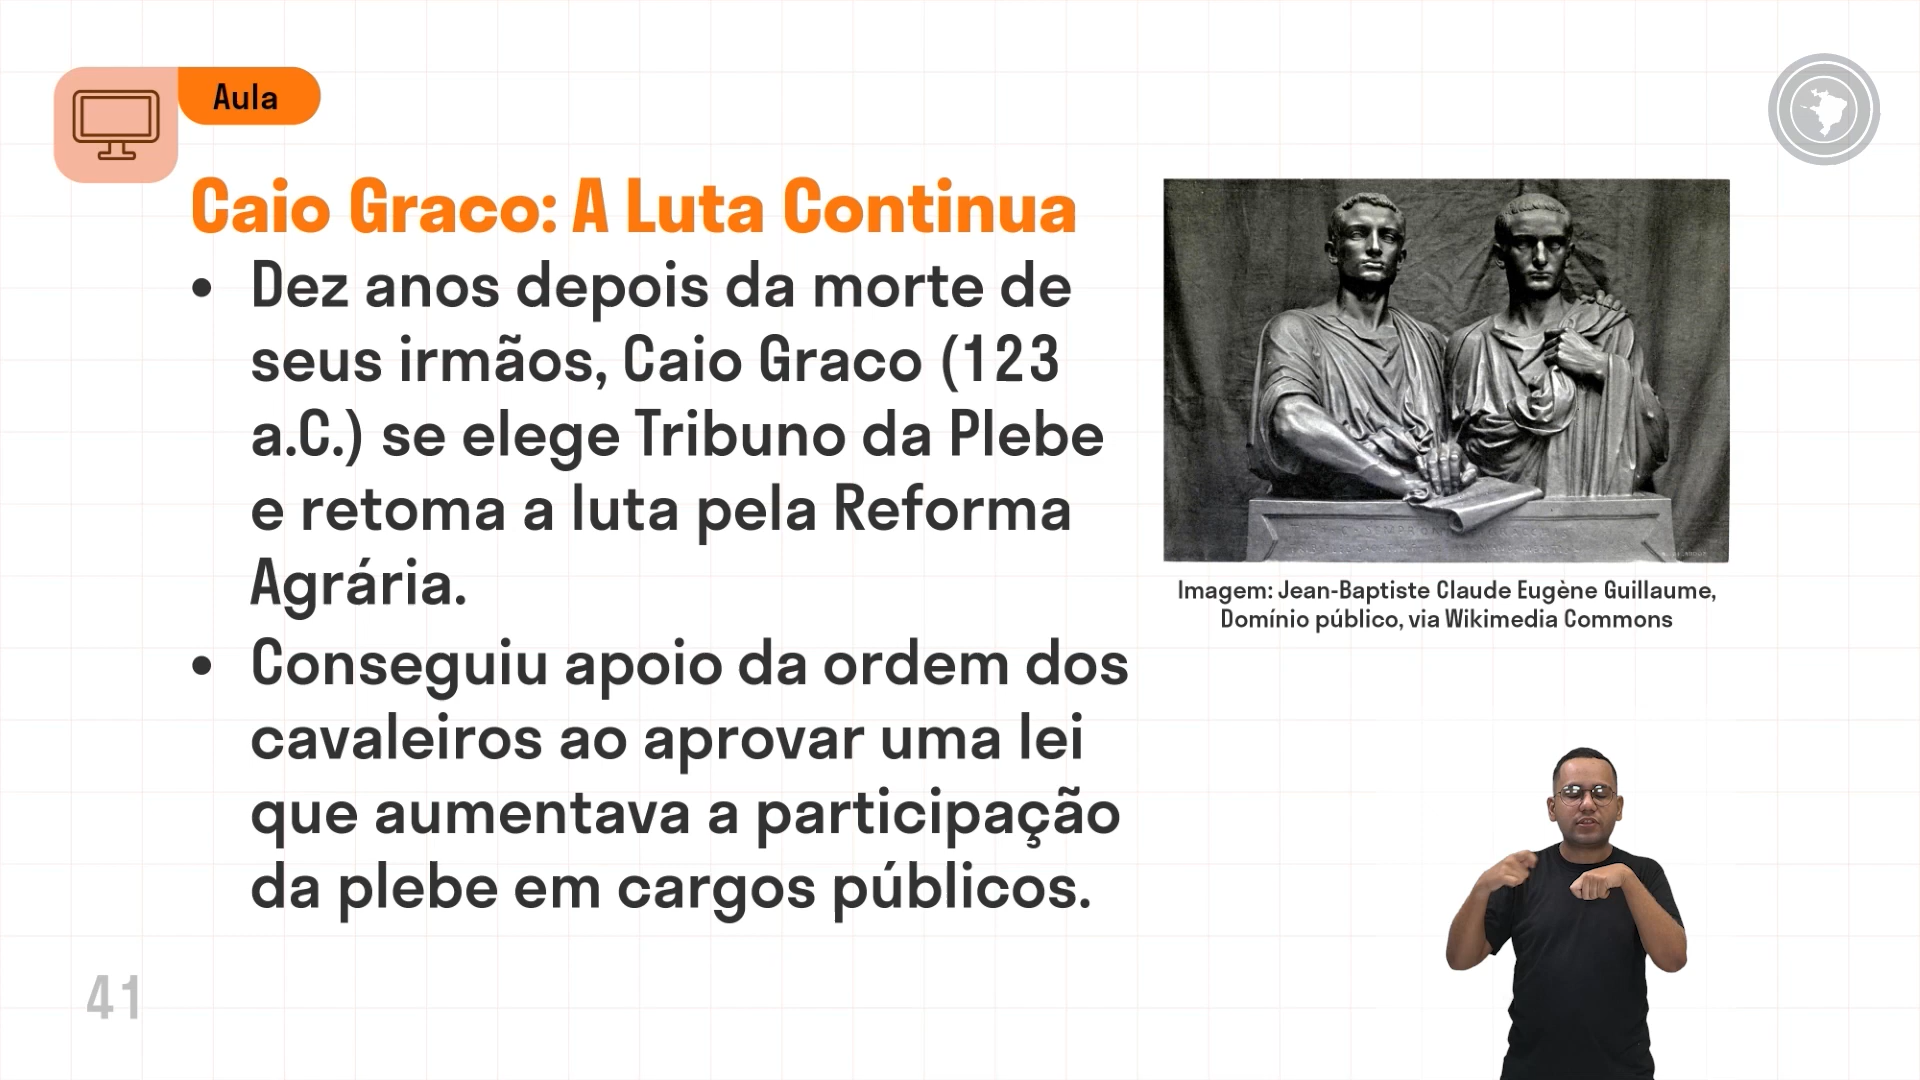 Aula
Caio Graco: A Luta Continua
• Dez anos depois da morte de
seus irmãos, Caio Graco (123
a.C.) se elege Tribuno da Plebe
e retoma a luta pela Reforma
Agrária.
• Conseguiu apoio da ordem dos
cavaleiros ao aprovar uma lei
que aumentava a participação
da plebe em cargos públicos.
Imagem: Jean-Baptiste Claude Eugène Guillaume,
Domínio público, via Wikimedia Commons
41